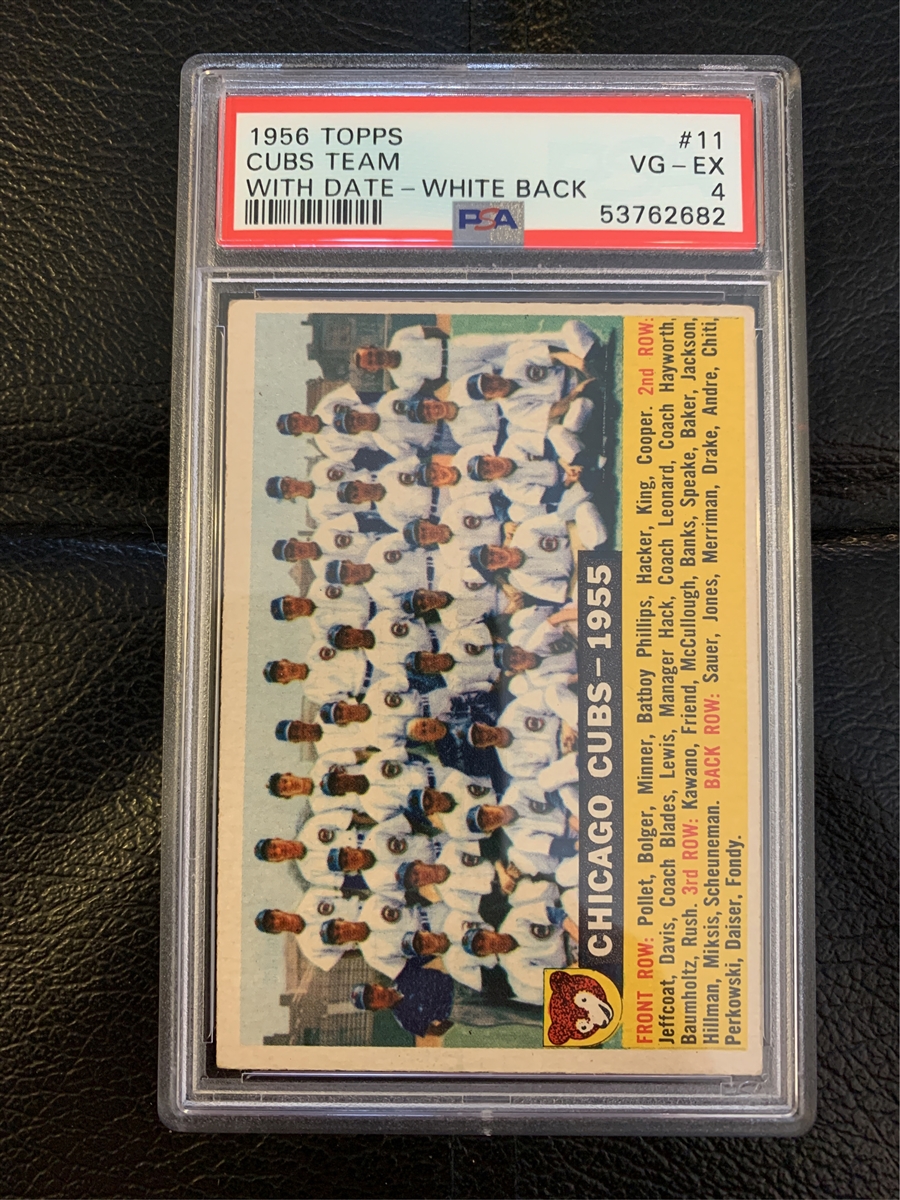 1956 TOPPS #11
CUBS TEAM VG-EX
WITH DATE-WHITE BACK 4
PSA 53762682
CHICAGO CUBS-1955
FRONT ROW: Pollet, Bolger, Minner, Batboy Phillips, Hacker, King, Cooper. 2nd ROW:
Jeffcoat, Davis, Coach Blades, Lewis, Manager Hack, Coach Leonard, Coach Hayworth,
Baumholtz, Rush. 3rd ROW: Kawano, Friend, McCullough, Banks, Speake, Baker, Jackson,
Hillman, Miksis, Scheuneman. BACK ROW: Sauer, Jones, Merriman, Drake, Andre, Chiti,
Perkowski, Daiser, Fondy.